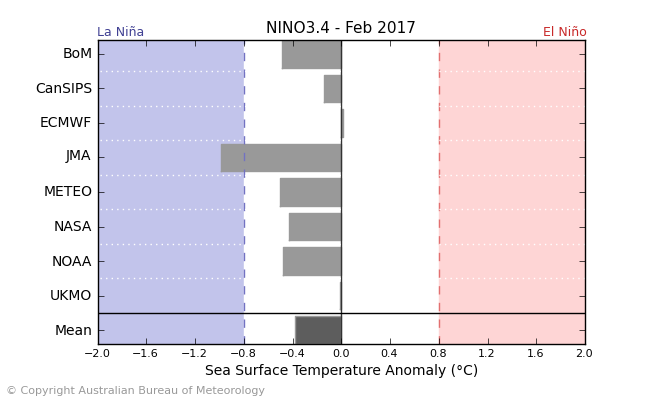 NINO3.4 - Feb 2017
La Niña
El Niño
BoM
CanSIPS
ECMWF
JMA
METEO
NASA
NOAA
UKMO
Mean
−2.0 −1.6 −1.2 −0.8 −0.4 0.0 0.4 0.8 1.2 1.6 2.0
Sea Surface Temperature Anomaly (°C)
© Copyright Australian Bureau of Meteorology